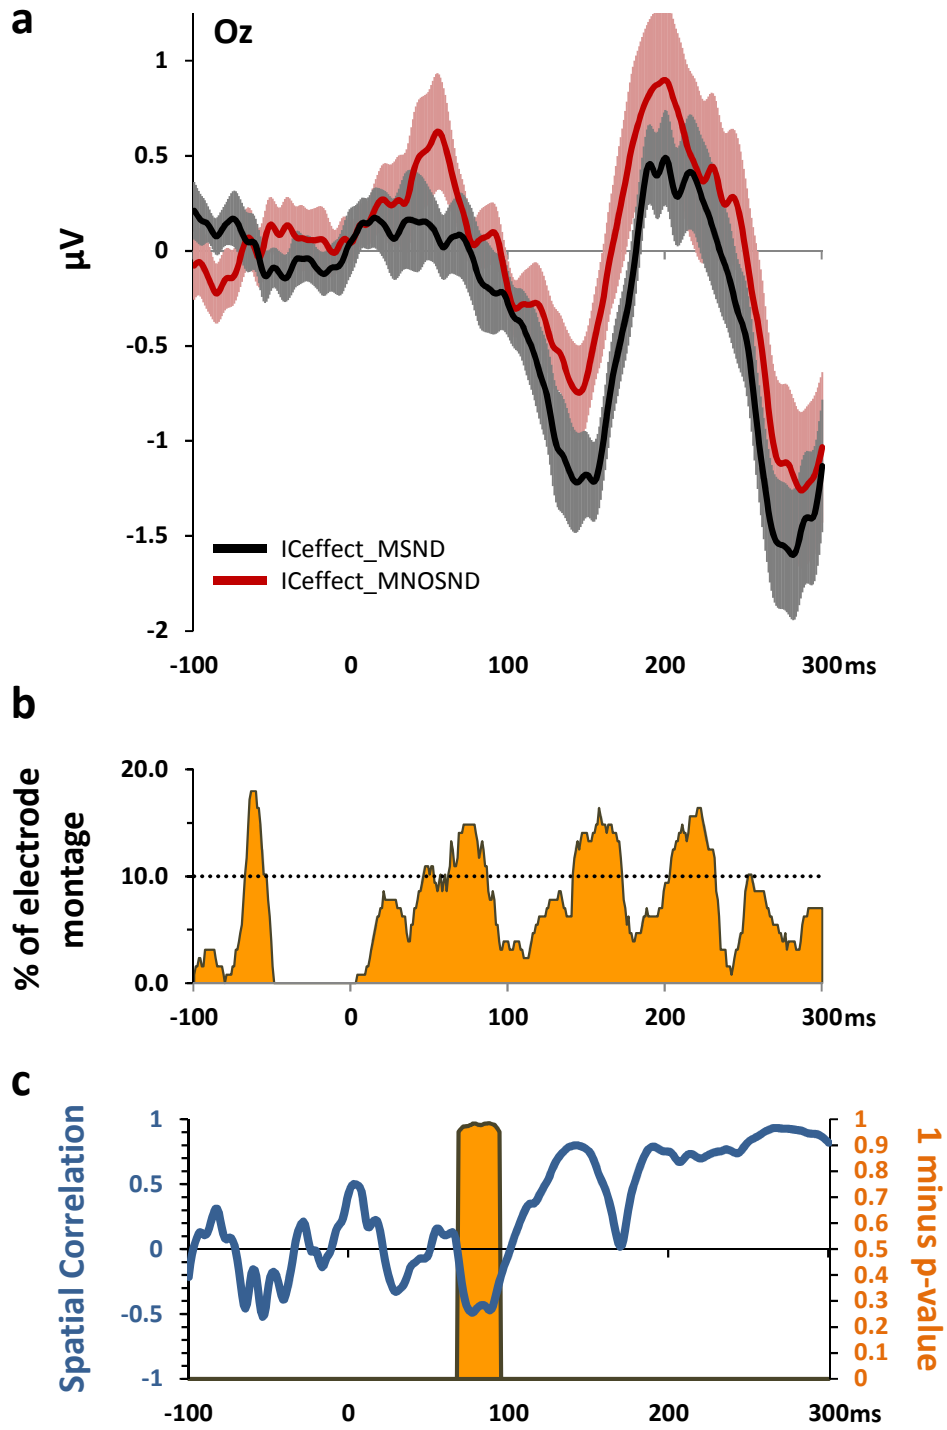 a
Oz
µV
1
0.5
0
-0.5
-1
-1.5
-2
ICeffect_MSND
ICeffect_MNOSND
-100 0 100 200 300ms
b
% of electrode
montage
20.0
10.0
0.0
-100 0 100 200 300ms
c
Spatial Correlation
1
0.5
0
-0.5
-1
1
0.9
0.8
0.7
0.6
0.5
0.4
0.3
0.2
0.1
0
1 minus p-value
-100 0 100 200 300ms